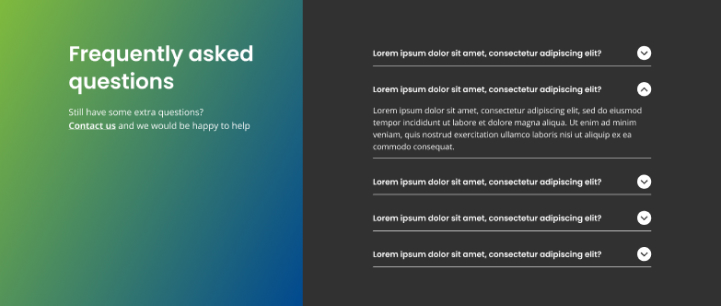 Frequently asked
questions
Still have some extra questions?
Contact us and we would be happy to help
Lorem ipsum dolor sit amet, consectetur adipiscing elit?
Lorem ipsum dolor sit amet, consectetur adipiscing elit?
Lorem ipsum dolor sit amet, consectetur adipiscing elit, sed do eiusmod
tempor incididunt ut labore et dolore magna aliqua. Ut enim ad minim
veniam, quis nostrud exercitation ullamco laboris nisi ut aliquip ex ea
commodo consequat.
Lorem ipsum dolor sit amet, consectetur adipiscing elit?
Lorem ipsum dolor sit amet, consectetur adipiscing elit?
Lorem ipsum dolor sit amet, consectetur adipiscing elit?